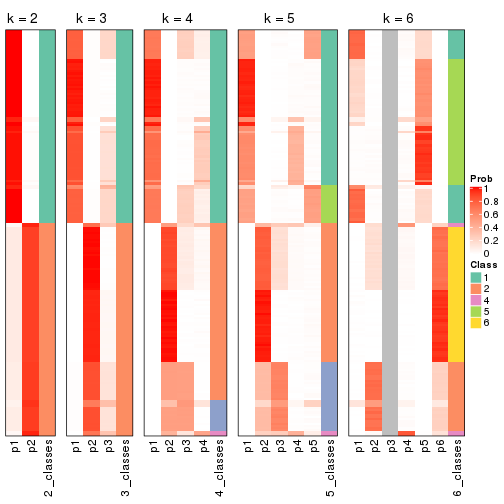 k = 2 k = 3 k = 4 k = 5 k = 6
Prob
1
0.8
0.6
0.4
0.2
0
Class
1
2
4
5
6
p1 p2 2_classes p1 p2 p3 3_classes p1 p2 p3 p4 4_classes p1 p2 p3 p4 p5 5_classes p1 p2 p3 p4 p5 p6 6_classes